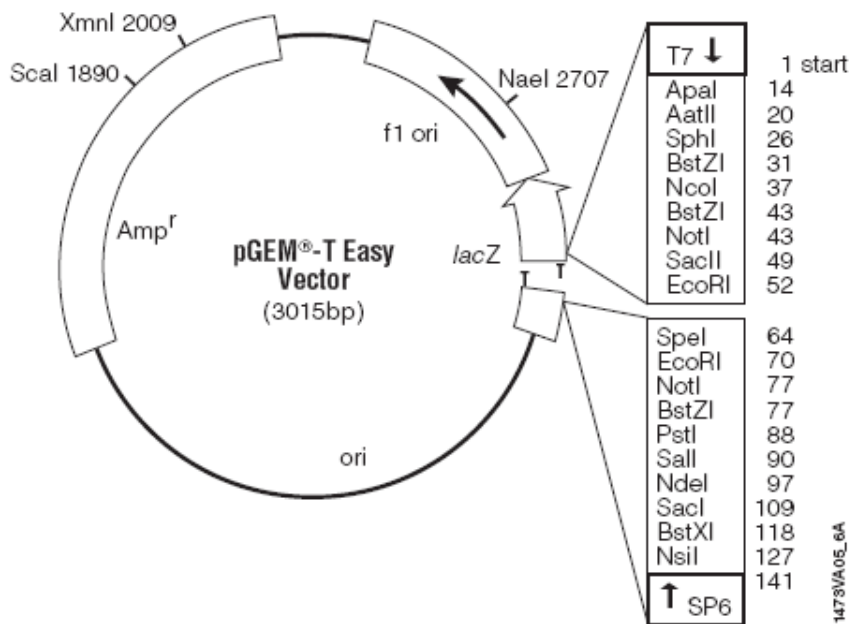 XmnI 2009
ScaI 1890
NaeI 2707
f1 ori
Ampr
pGEM®-T Easy
Vector
(3015bp)
lacZ
T T
ori
T7 ↓
1 start
ApaI 14
AatII 20
SphI 26
BstZI 31
NcoI 37
BstZI 43
NotI 43
SacII 49
EcoRI 52
SpeI 64
EcoRI 70
NotI 77
BstZI 77
PstI 88
SalI 90
NdeI 97
SacI 109
BstXI 118
NsiI 127
141
↑ SP6
1473VA05_6A